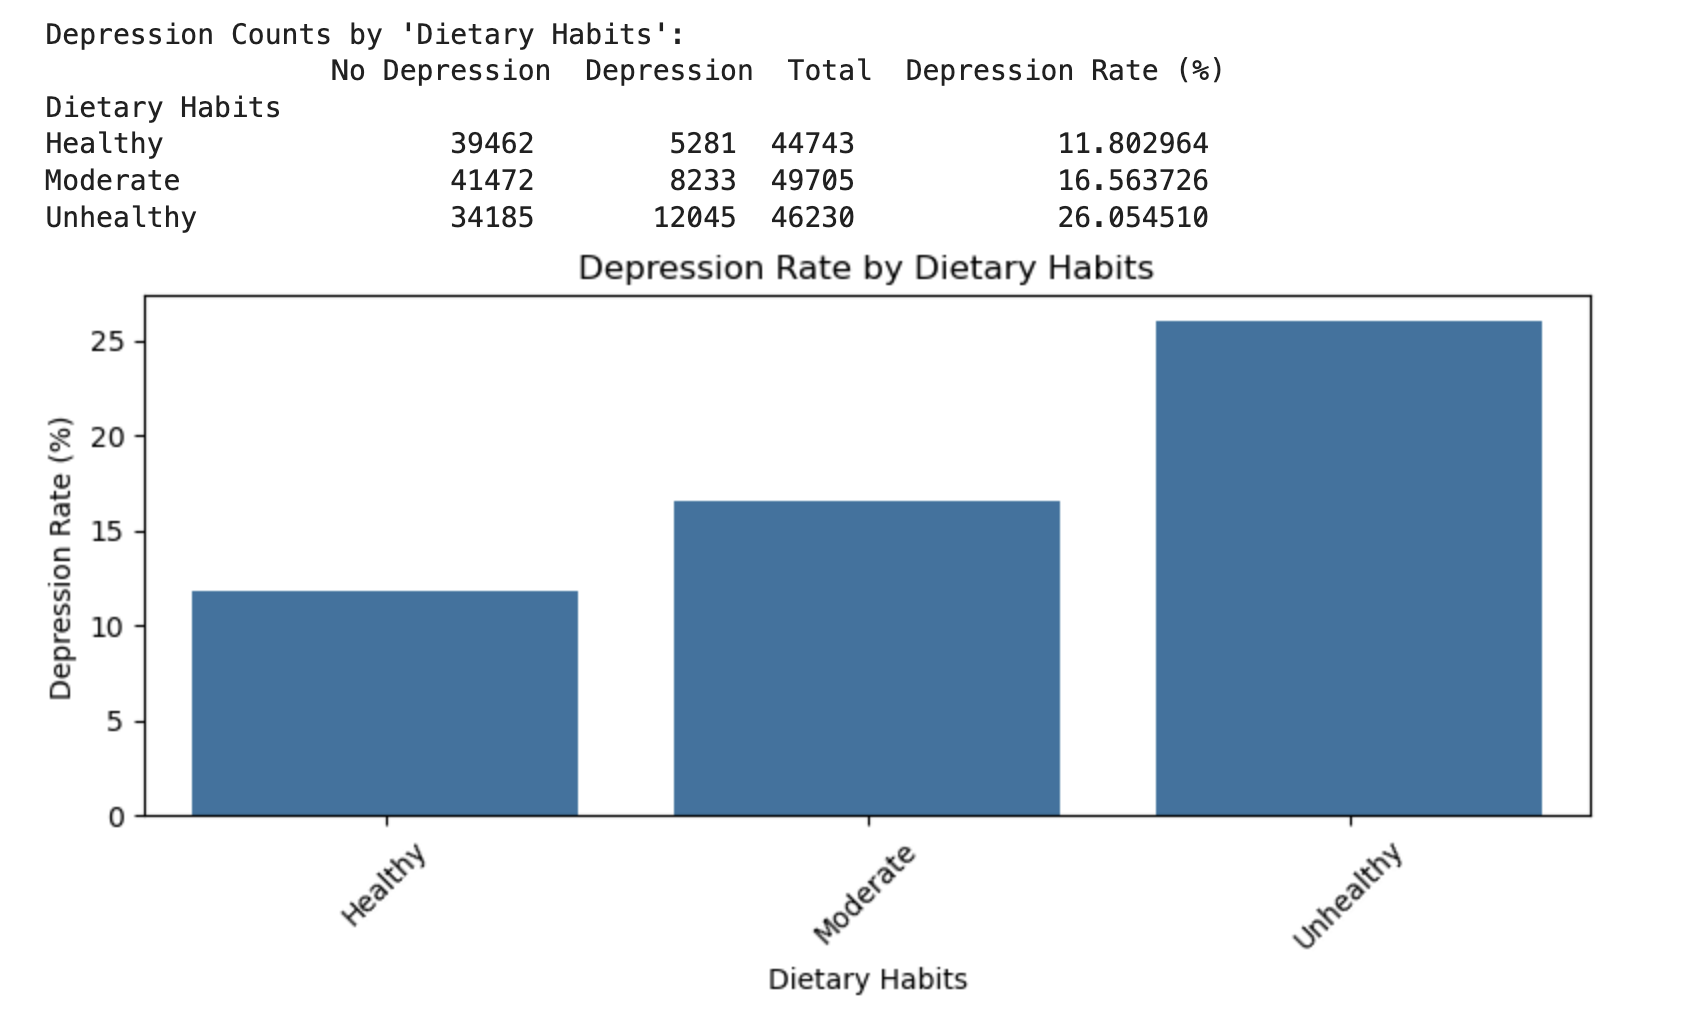 Depression Counts by 'Dietary Habits':
No Depression  Depression  Total  Depression Rate (%)
Dietary Habits
Healthy  39462  5281  44743  11.802964
Moderate  41472  8233  49705  16.563726
Unhealthy  34185  12045  46230  26.054510
Depression Rate by Dietary Habits
Depression Rate (%)
25
20
15
10
5
0
Healthy
Moderate
Unhealthy
Dietary Habits